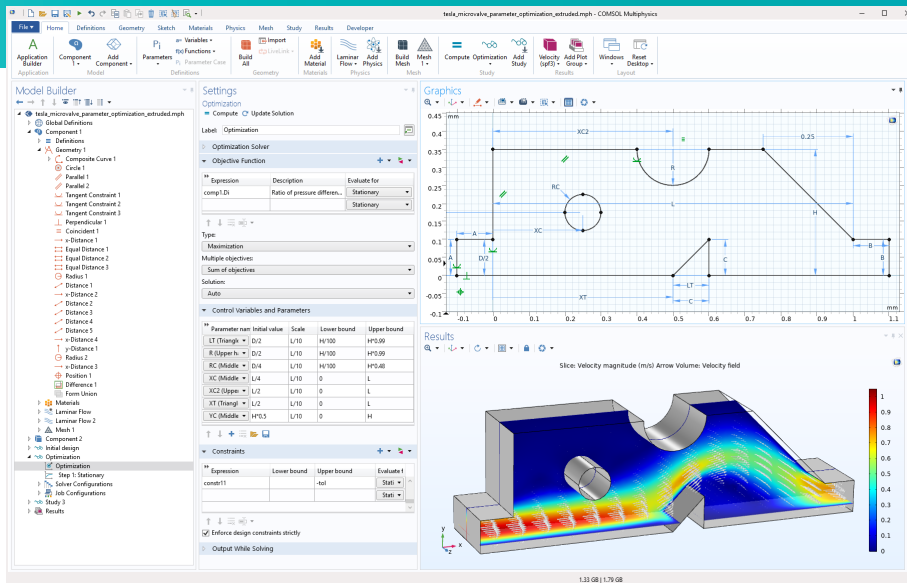 tesla_microvalve_parameter_optimization_extruded.mph - COMSOL Multiphysics
File Home Definitions Geometry Sketch Materials Physics Mesh Study Results Developer
Application Builder
Component 1
Add Component
Parameters
Pi
a= Variables
f(x) Functions
Pi Parameter Case
Build All
Import
LiveLink
Add Material
Laminar Flow
Add Physics
Build Mesh
Mesh 1
Compute
Optimization
Add Study
Velocity (spf3)
Add Plot Group
Windows
Reset Desktop
Application Model Definitions Geometry Materials Physics Mesh Study Results Layout
Model Builder
tesla_microvalve_parameter_optimization_extruded.mph
Global Definitions
Component 1
Definitions
Geometry 1
Composite Curve 1
Circle 1
Parallel 1
Parallel 2
Tangent Constraint 1
Tangent Constraint 2
Tangent Constraint 3
Perpendicular 1
Coincident 1
x-Distance 1
Equal Distance 1
Equal Distance 2
Equal Distance 3
Radius 1
Distance 1
x-Distance 2
Distance 2
Distance 3
Distance 4
Distance 5
x-Distance 4
y-Distance 1
Radius 2
x-Distance 3
Position 1
Difference 1
Form Union
Materials
Laminar Flow
Laminar Flow 2
Mesh 1
Component 2
Initial design
Optimization
Optimization
Step 1: Stationary
Solver Configurations
Job Configurations
Study 3
Results
Settings
Optimization
Compute Update Solution
Label: Optimization
Optimization Solver
Objective Function
Expression Description Evaluate for
comp1.Di Ratio of pressure differen... Stationary
Stationary
Type:
Maximization
Multiple objectives:
Sum of objectives
Solution:
Auto
Control Variables and Parameters
Parameter nam Initial value Scale Lower bound Upper bound
LT (Triangl D/2 L/10 H/100 H*0.99
R (Upper h D/2 L/10 H/100 H*0.99
RC (Middle D/4 L/10 H/100 H*0.48
XC (Middle L/4 L/10 0 L
XC2 (Uppe L/2 L/10 0 L
XT (Triangl L/2 L/10 0 L
YC (Middle H*0.5 L/10 0 H
Constraints
Expression Lower bound Upper bound Evaluate f
constr11 -tol Stati
Stati
Enforce design constraints strictly
Output While Solving
Graphics
0.45 mm
0.4
0.35
0.3
0.25
0.2
0.15
0.1
0.05
0
-0.05
-0.1
XC2
0.25
R
RC
L
XC
H
A
A
D/2
C
B
B
LT
XT
C
mm
-0.1 0 0.1 0.2 0.3 0.4 0.5 0.6 0.7 0.8 0.9 1 1.1
Results
Slice: Velocity magnitude (m/s) Arrow Volume: Velocity field
1
0.9
0.8
0.7
0.6
0.5
0.4
0.3
0.2
0.1
0
y
z
x
1.33 GB | 1.79 GB